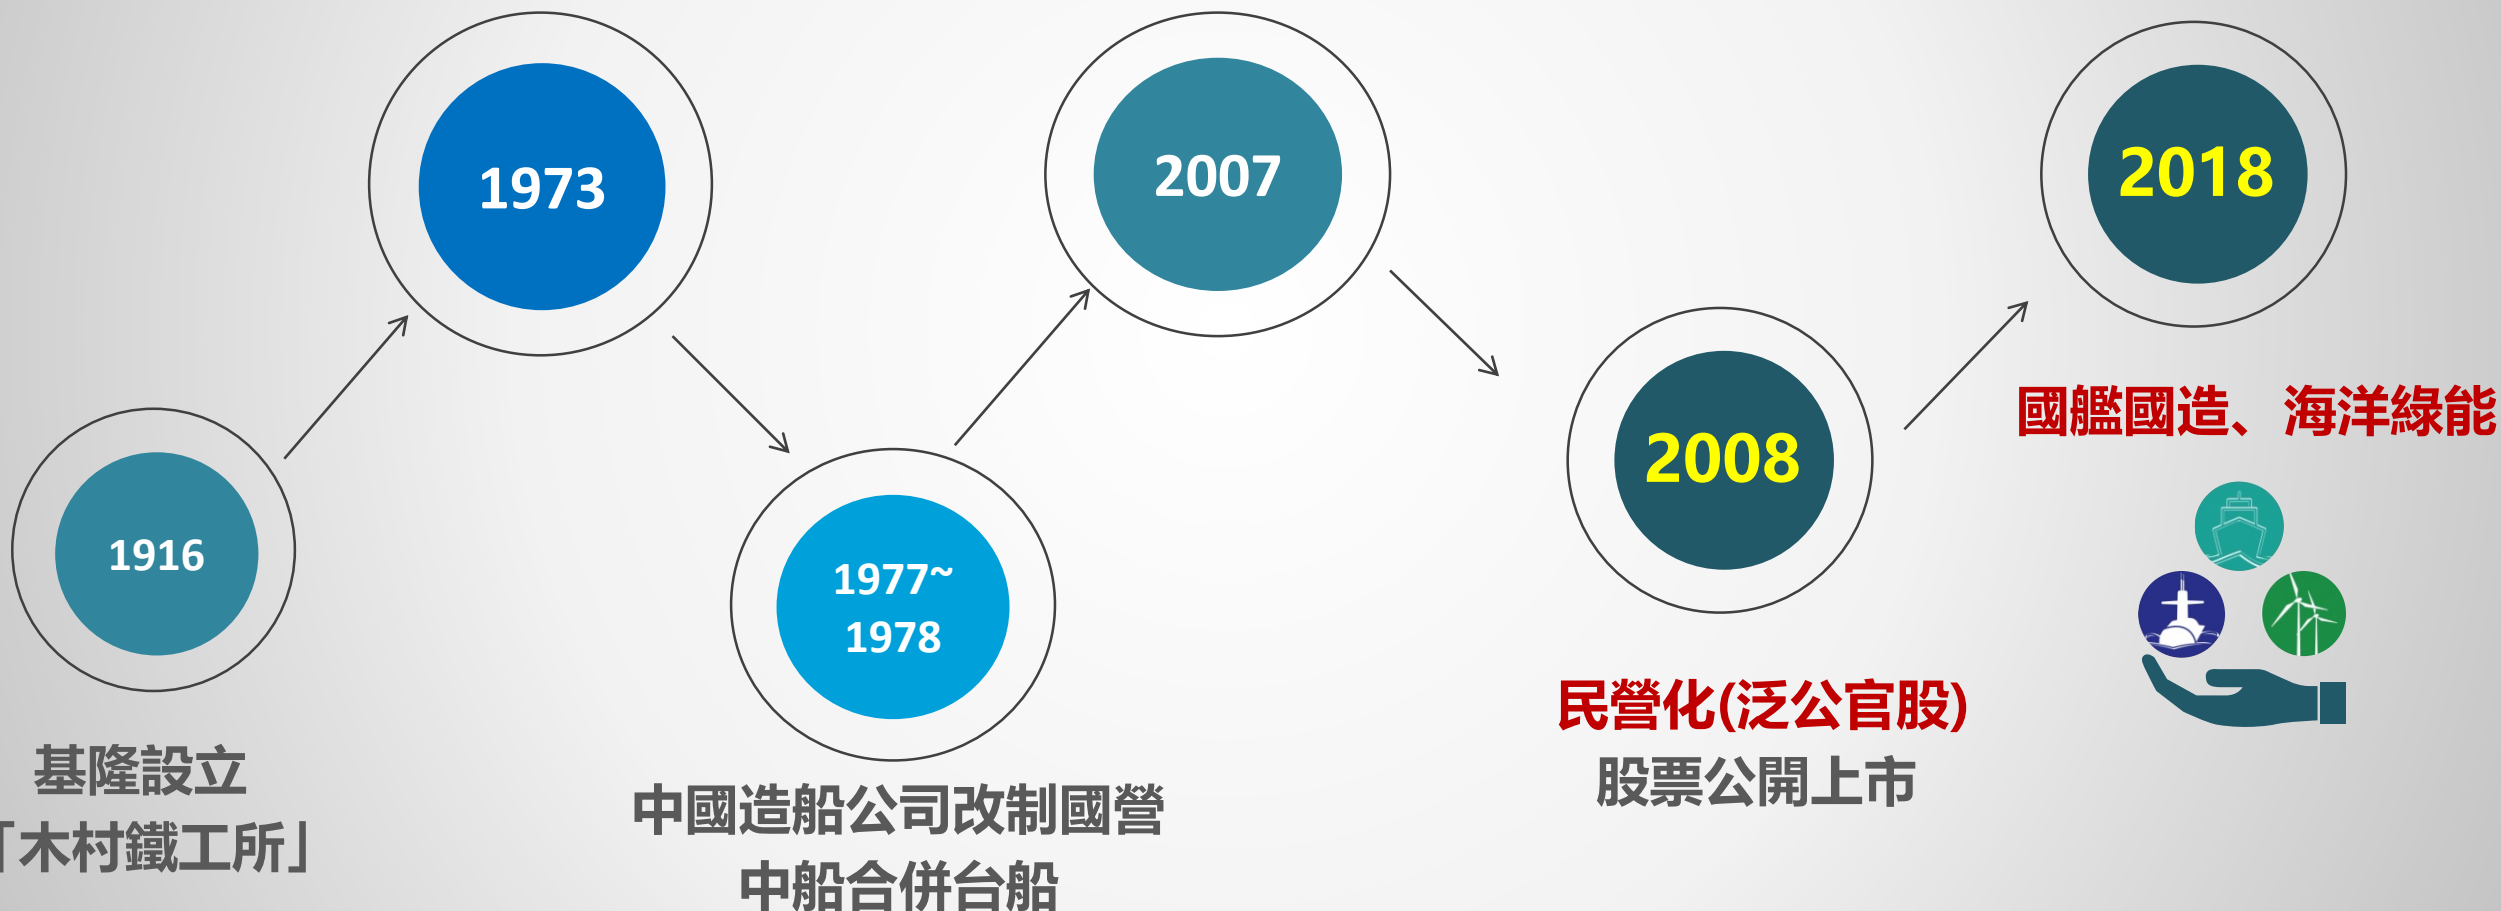 1916
基隆設立
「木村鐵工所」
1973
1977~
1978
中國造船公司改制國營
中船合併台船
2007
2008
民營化(泛公官股)
股票公開上市
2018
國艦國造、 海洋綠能